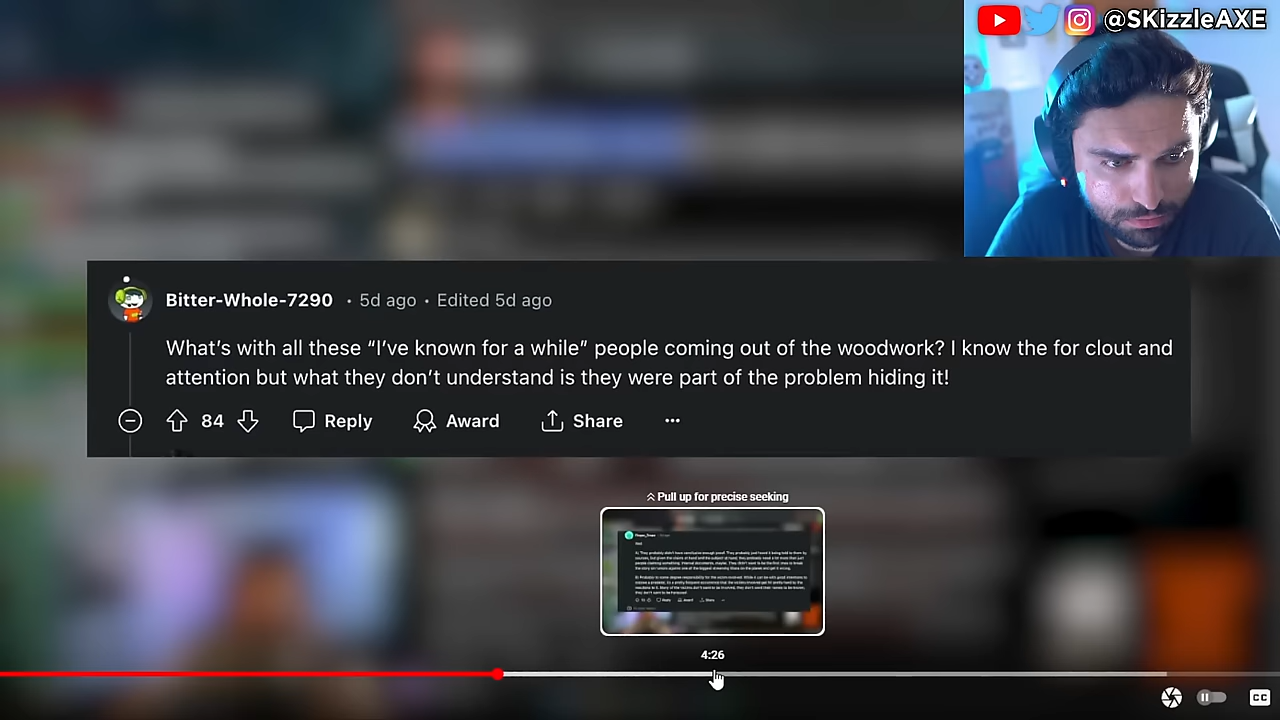 @SKizzleAXE
Bitter-Whole-7290 • 5d ago • Edited 5d ago
What's with all these “I've known for a while” people coming out of the woodwork? I know the for clout and
attention but what they don't understand is they were part of the problem hiding it!
84 Reply Award Share
Pull up for precise seeking
4:26
CC